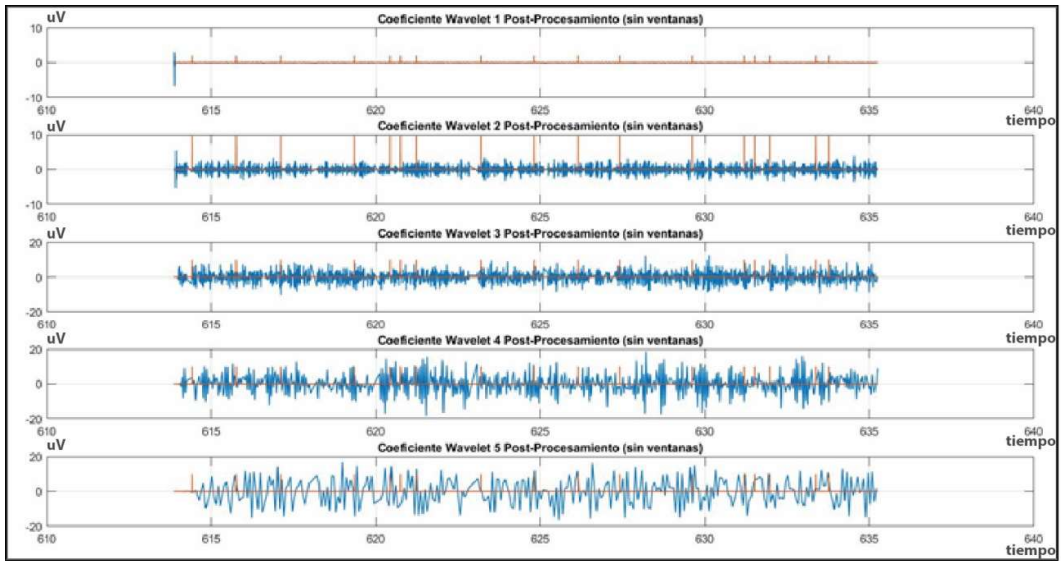 uV
Coeficiente Wavelet 1 Post-Procesamiento (sin ventanas)
10
0
-10
610 615 620 625 630 635 640
tiempo
uV
Coeficiente Wavelet 2 Post-Procesamiento (sin ventanas)
10
0
-10
610 615 620 625 630 635 640
tiempo
uV
Coeficiente Wavelet 3 Post-Procesamiento (sin ventanas)
20
0
-20
610 615 620 625 630 635 640
tiempo
uV
Coeficiente Wavelet 4 Post-Procesamiento (sin ventanas)
20
0
-20
610 615 620 625 630 635 640
tiempo
uV
Coeficiente Wavelet 5 Post-Procesamiento (sin ventanas)
20
0
-20
610 615 620 625 630 635 640
tiempo